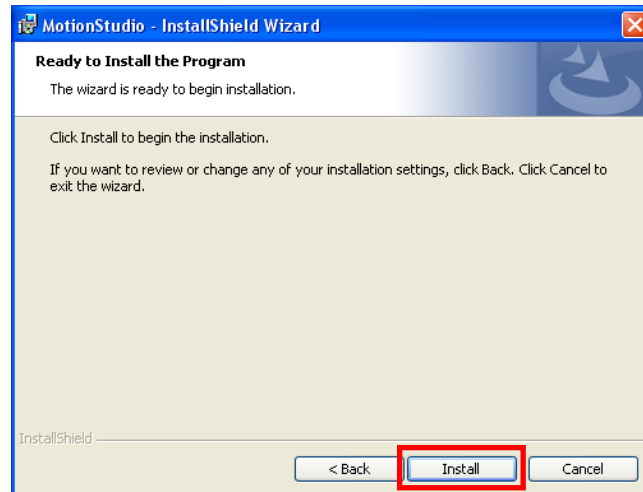 MotionStudio - InstallShield Wizard
Ready to Install the Program
The wizard is ready to begin installation.
Click Install to begin the installation.
If you want to review or change any of your installation settings, click Back. Click Cancel to
exit the wizard.
InstallShield
< Back Install Cancel